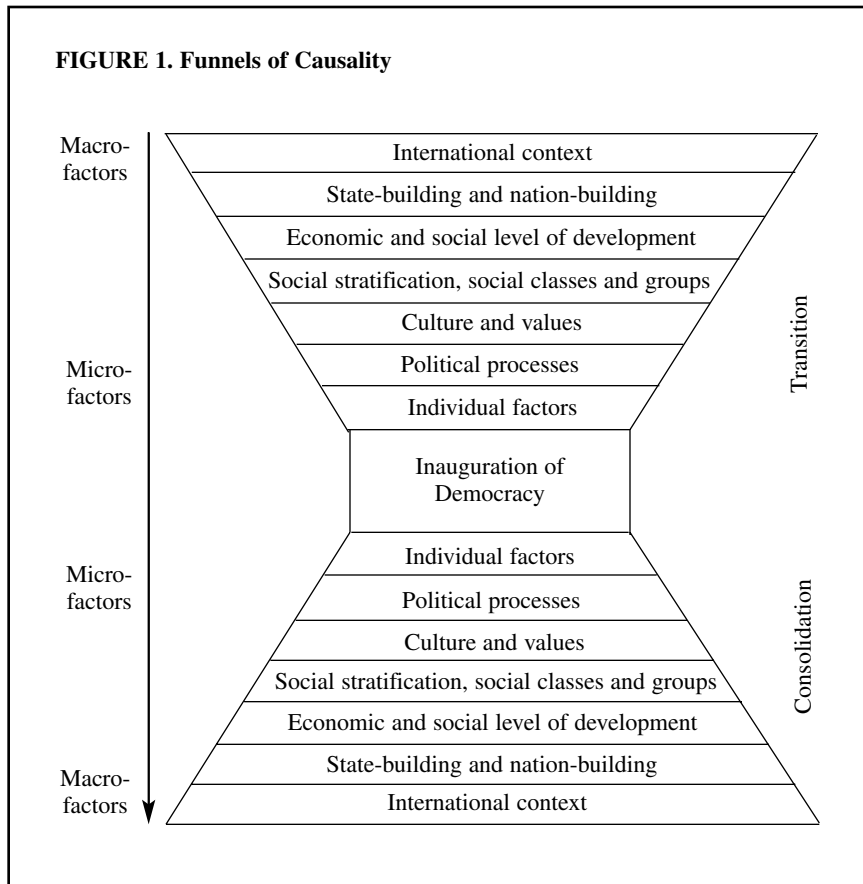 FIGURE 1. Funnels of Causality
Macro-
factors
International context
State-building and nation-building
Economic and social level of development
Social stratification, social classes and groups
Culture and values
Micro-
factors
Political processes
Individual factors
Transition
Inauguration of
Democracy
Micro-
factors
Individual factors
Political processes
Culture and values
Social stratification, social classes and groups
Economic and social level of development
Consolidation
State-building and nation-building
Macro-
factors
International context